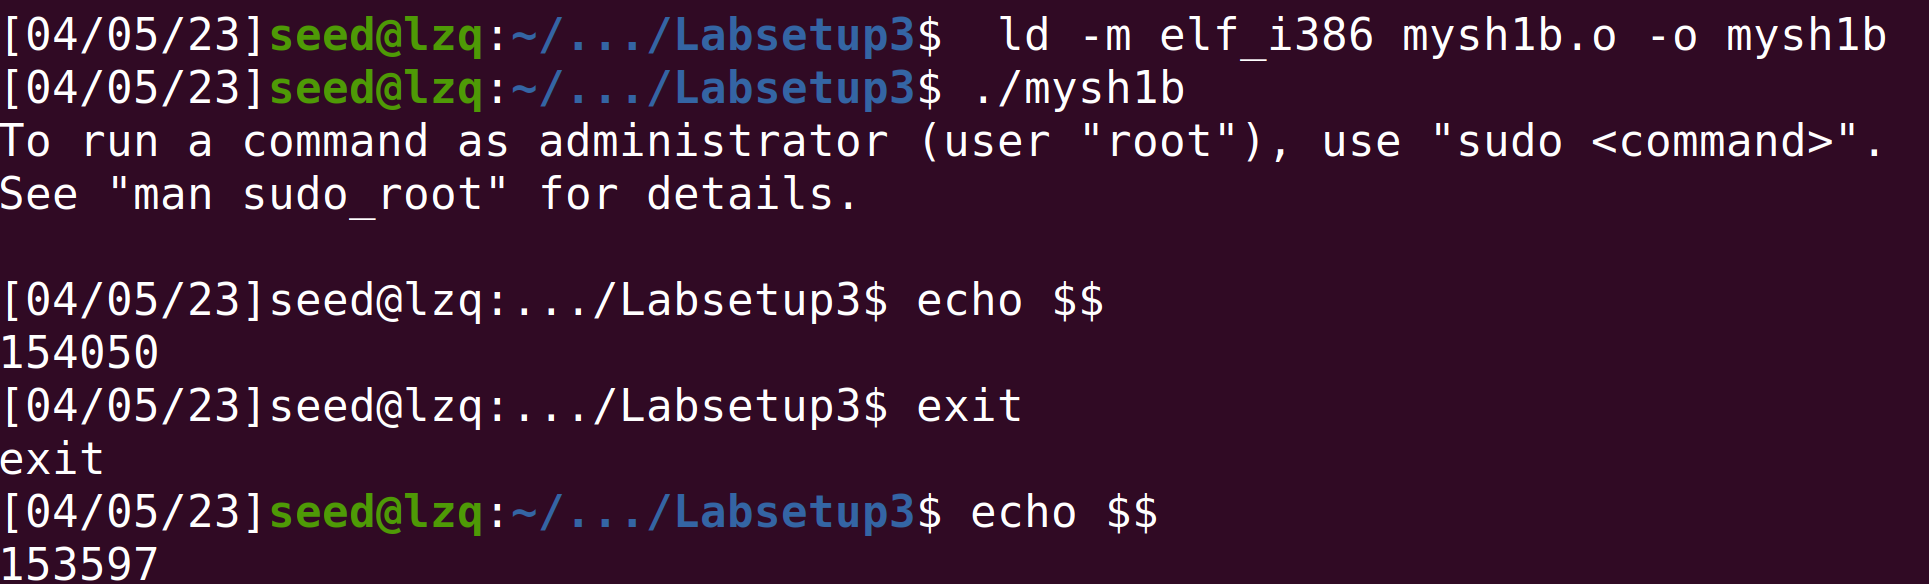 [04/05/23]seed@lzq:~/.../Labsetup3$  ld -m elf_i386 mysh1b.o -o mysh1b
[04/05/23]seed@lzq:~/.../Labsetup3$ ./mysh1b
To run a command as administrator (user "root"), use "sudo <command>".
See "man sudo_root" for details.
[04/05/23]seed@lzq:.../Labsetup3$ echo $$
154050
[04/05/23]seed@lzq:.../Labsetup3$ exit
exit
[04/05/23]seed@lzq:~/.../Labsetup3$ echo $$
153597